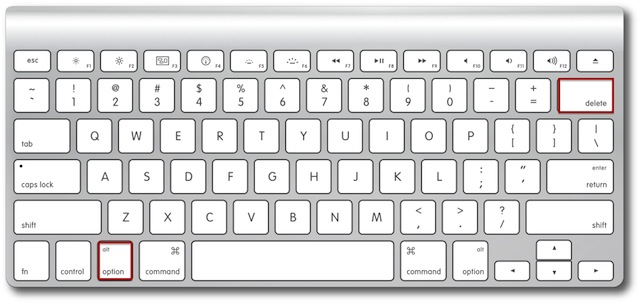 esc F1 F2 F3 F4 F5 F6 F7 F8 F9 F10 F11 F12
~ ! @ # $ % ^ & * ( ) – +
` 1 2 3 4 5 6 7 8 9 0 - = delete
tab Q W E R T Y U I O P { [ } ] | \
caps lock A S D F G H J K L : ; " ' enter return
shift Z X C V B N M < , > . ? / shift
fn control alt option ⌘ command ⌘ command alt option ◄ ▲ ▼ ►